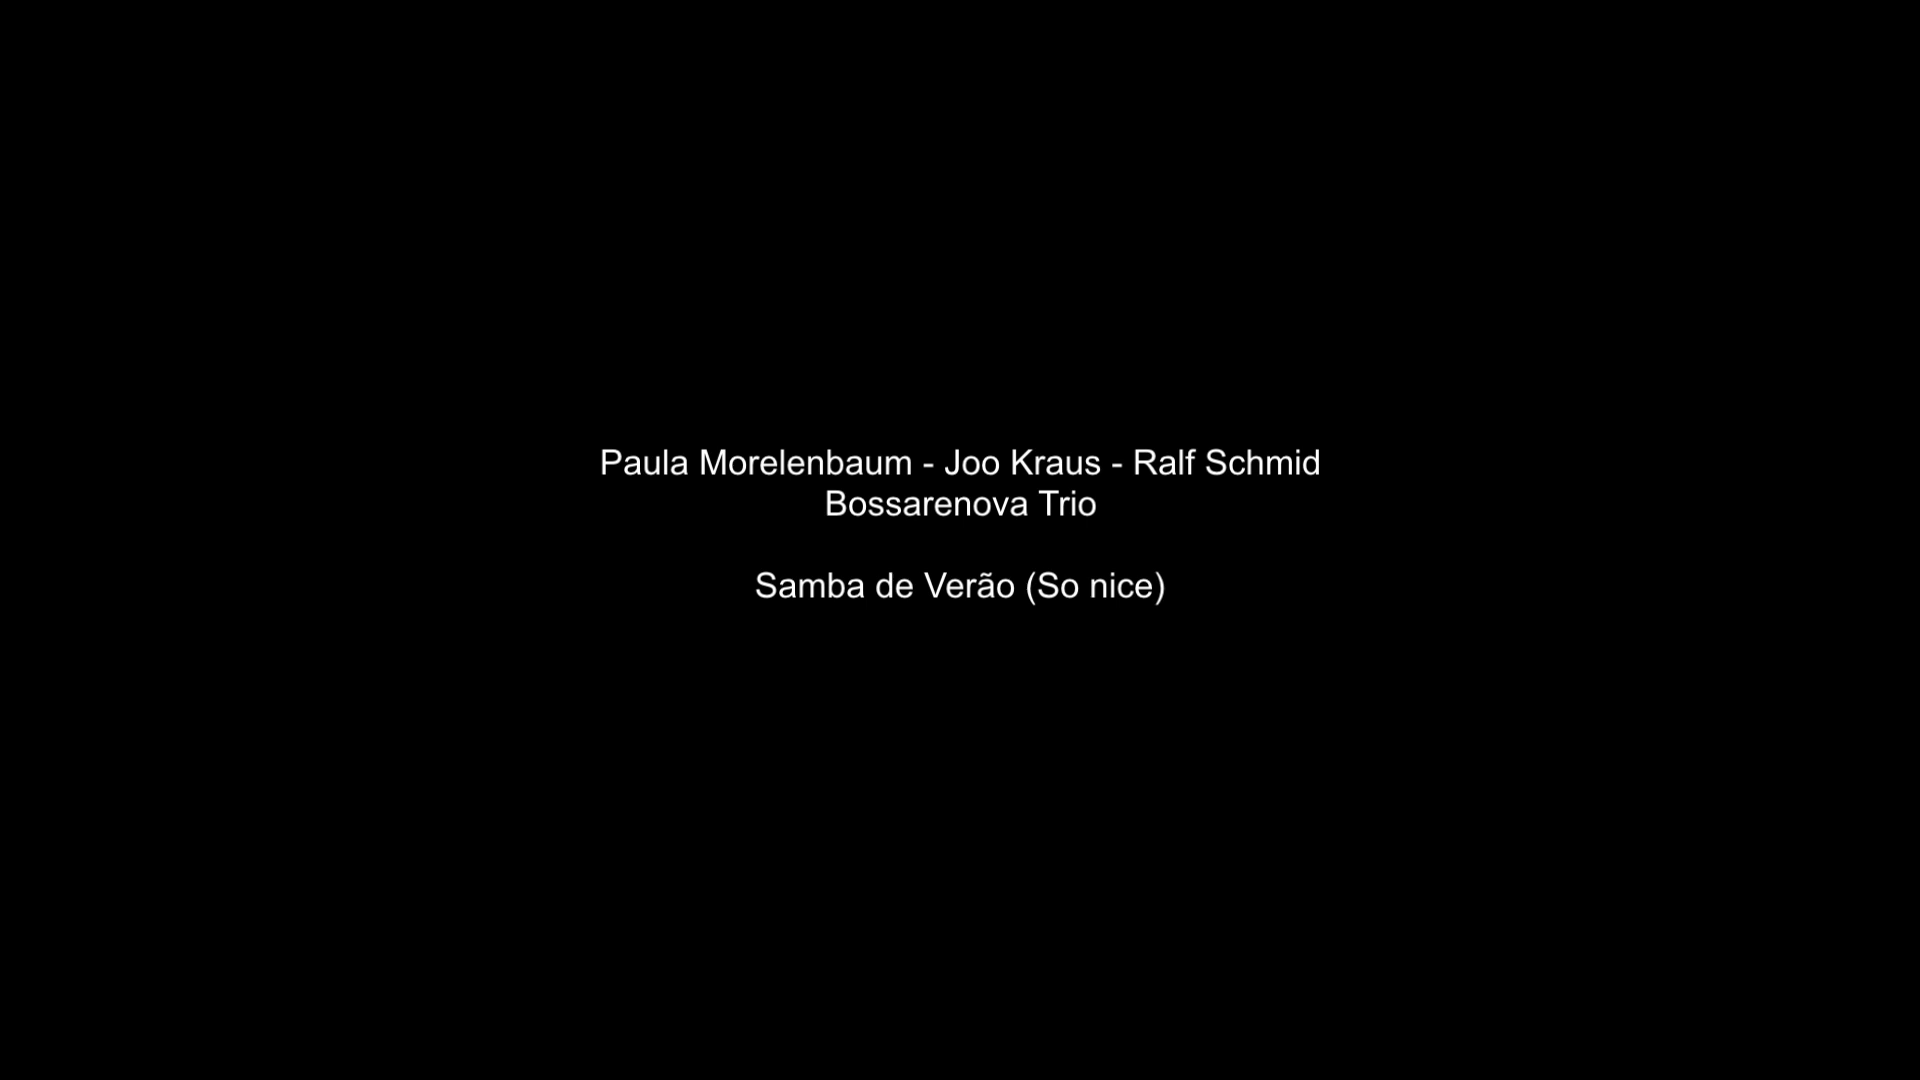 Paula Morelenbaum - Joo Kraus - Ralf Schmid
Bossarenova Trio
Samba de Verão (So nice)